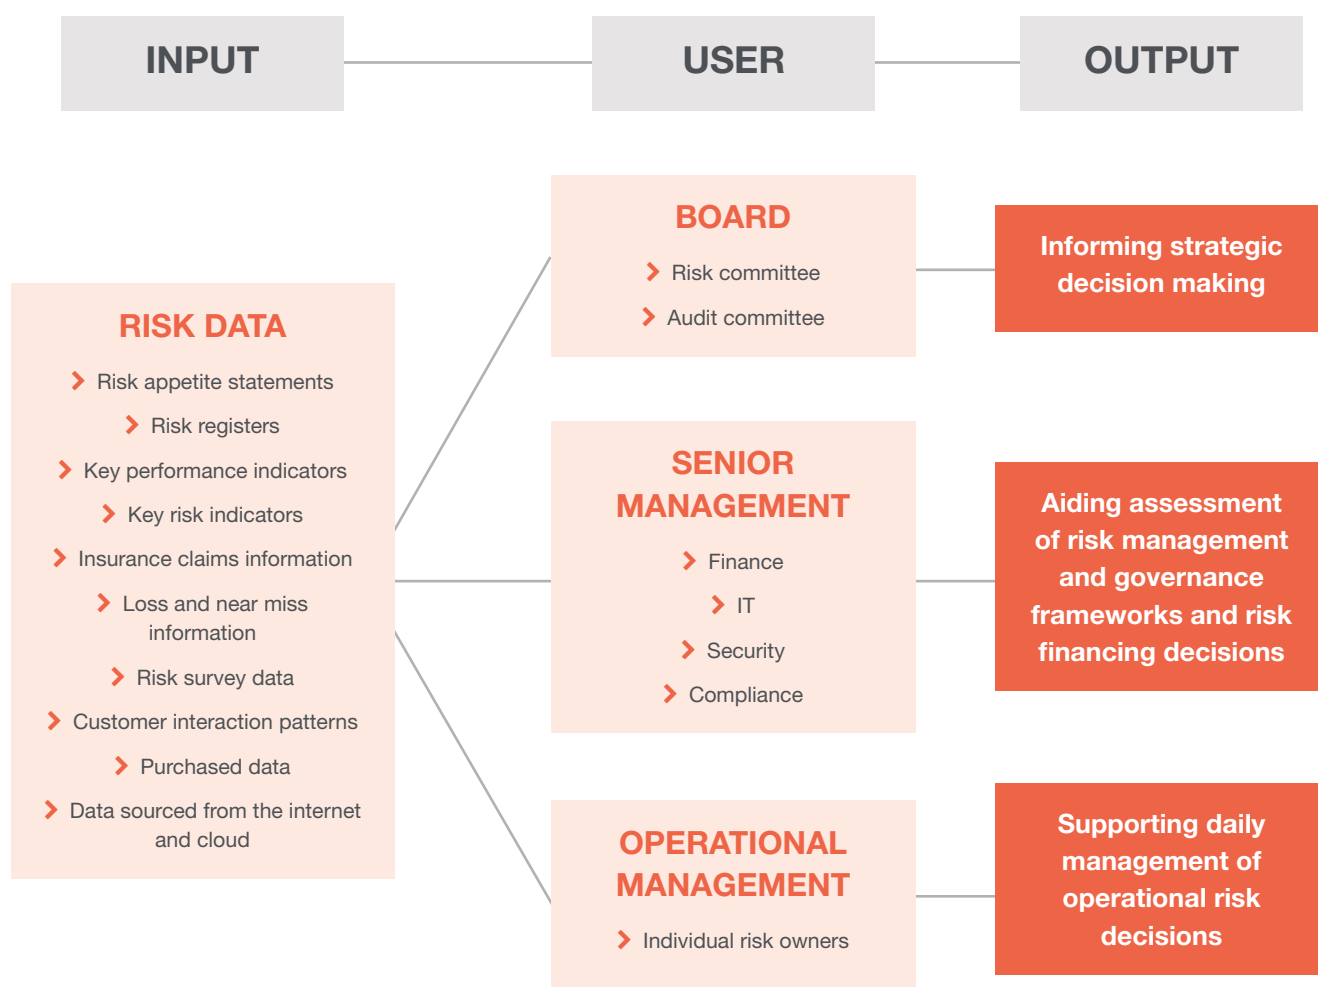 INPUT
USER
OUTPUT
RISK DATA
Risk appetite statements
Risk registers
Key performance indicators
Key risk indicators
Insurance claims information
Loss and near miss
information
Risk survey data
Customer interaction patterns
Purchased data
Data sourced from the internet
and cloud
BOARD
Risk committee
Audit committee
SENIOR
MANAGEMENT
Finance
IT
Security
Compliance
OPERATIONAL
MANAGEMENT
Individual risk owners
Informing strategic
decision making
Aiding assessment
of risk management
and governance
frameworks and risk
financing decisions
Supporting daily
management of
operational risk
decisions